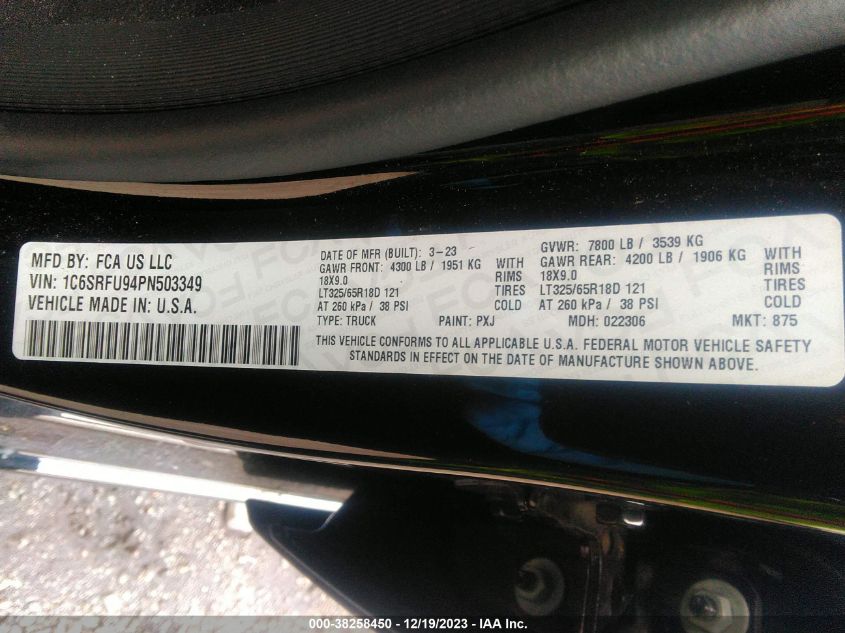 MFD BY: FCA US LLC
VIN: 1C6SRFU94PN503349
VEHICLE MADE IN: U.S.A.
DATE OF MFR (BUILT): 3-23 GVWR: 7800 LB / 3539 KG
GAWR FRONT: 4300 LB / 1951 KG WITH GAWR REAR: 4200 LB / 1906 KG WITH
18X9.0 RIMS 18X9.0 RIMS
LT325/65R18D 121 TIRES LT325/65R18D 121 TIRES
AT 260 kPa / 38 PSI COLD AT 260 kPa / 38 PSI COLD
TYPE: TRUCK PAINT: PXJ MDH: 022306 MKT: 875
THIS VEHICLE CONFORMS TO ALL APPLICABLE U.S.A. FEDERAL MOTOR VEHICLE SAFETY
STANDARDS IN EFFECT ON THE DATE OF MANUFACTURE SHOWN ABOVE.
000-38258450 - 12/19/2023 - IAA Inc.